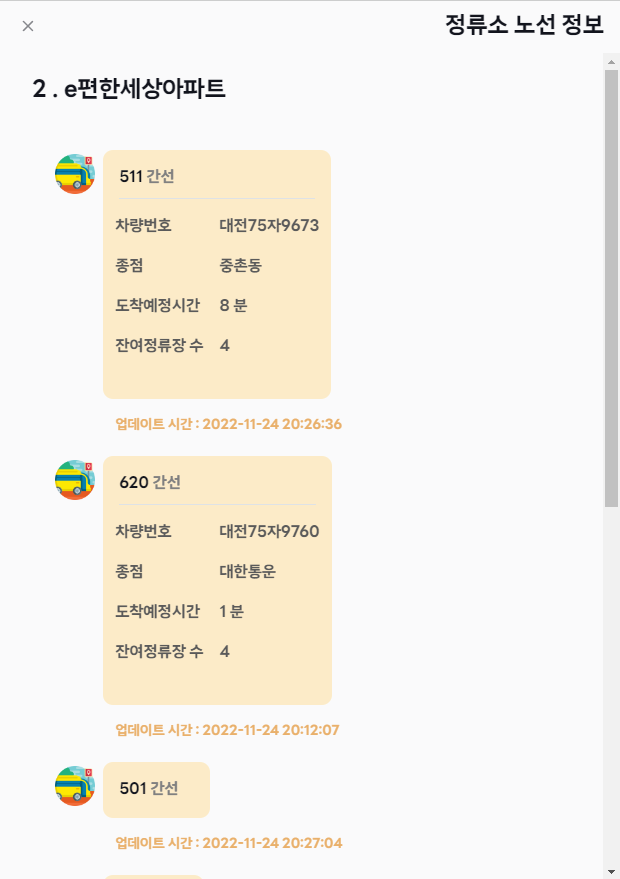 정류소 노선 정보
2 . e편한세상아파트
511 간선
차량번호 대전75자9673
종점 중촌동
도착예정시간 8 분
잔여정류장 수 4
업데이트 시간 : 2022-11-24 20:26:36
620 간선
차량번호 대전75자9760
종점 대한통운
도착예정시간 1 분
잔여정류장 수 4
업데이트 시간 : 2022-11-24 20:12:07
501 간선
업데이트 시간 : 2022-11-24 20:27:04